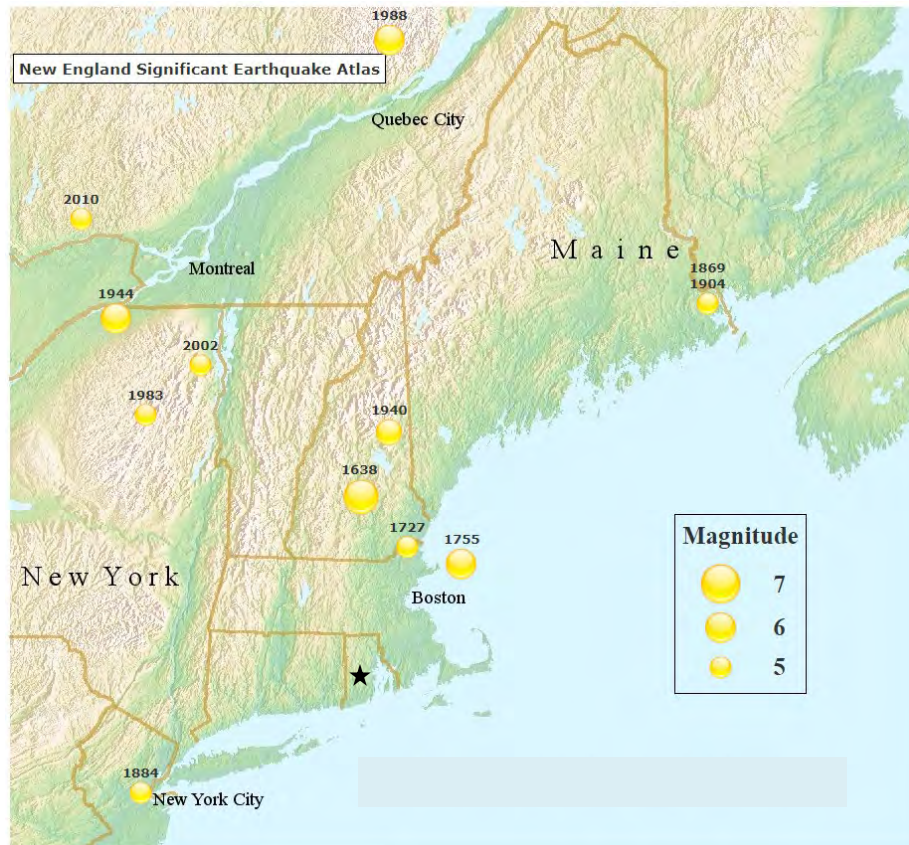 1988
New England Significant Earthquake Atlas
Quebec City
2010
Maine
Montreal
1869
1904
1944
2002
1983
1940
1638
1727
1755
Magnitude
7
6
5
New York
Boston
1884
New York City